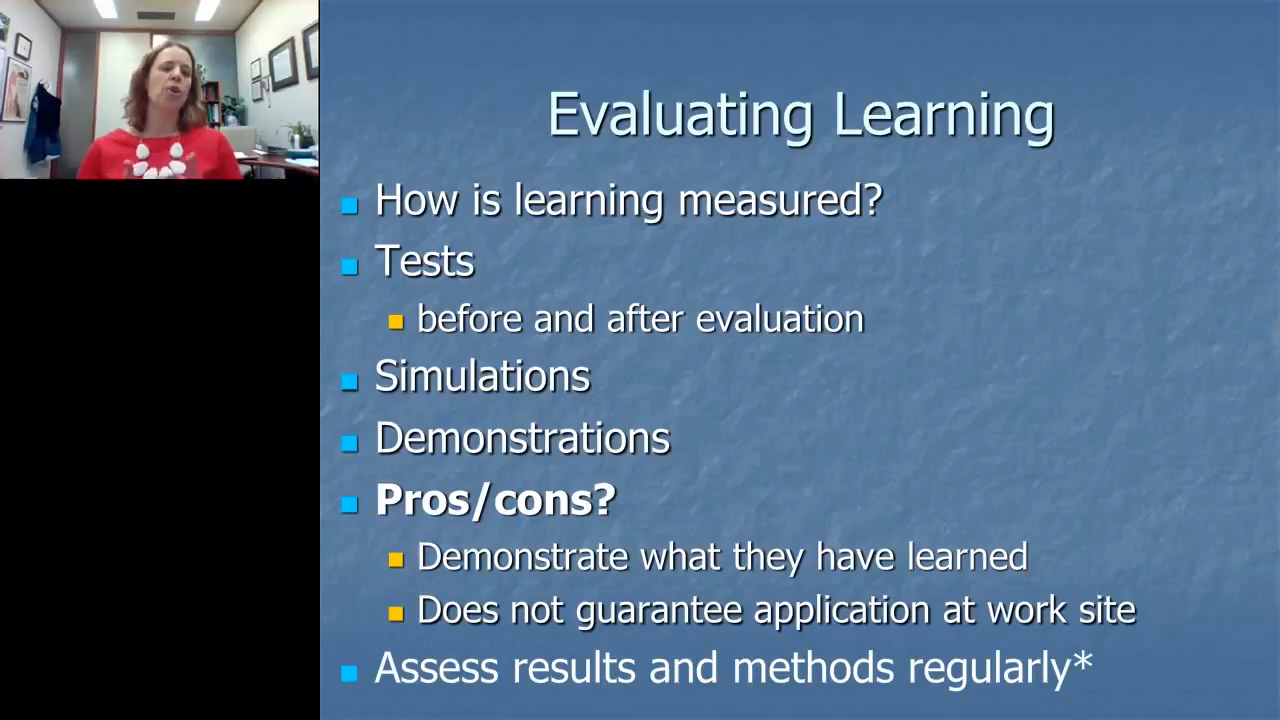 Evaluating Learning
How is learning measured?
Tests
before and after evaluation
Simulations
Demonstrations
Pros/cons?
Demonstrate what they have learned
Does not guarantee application at work site
Assess results and methods regularly*